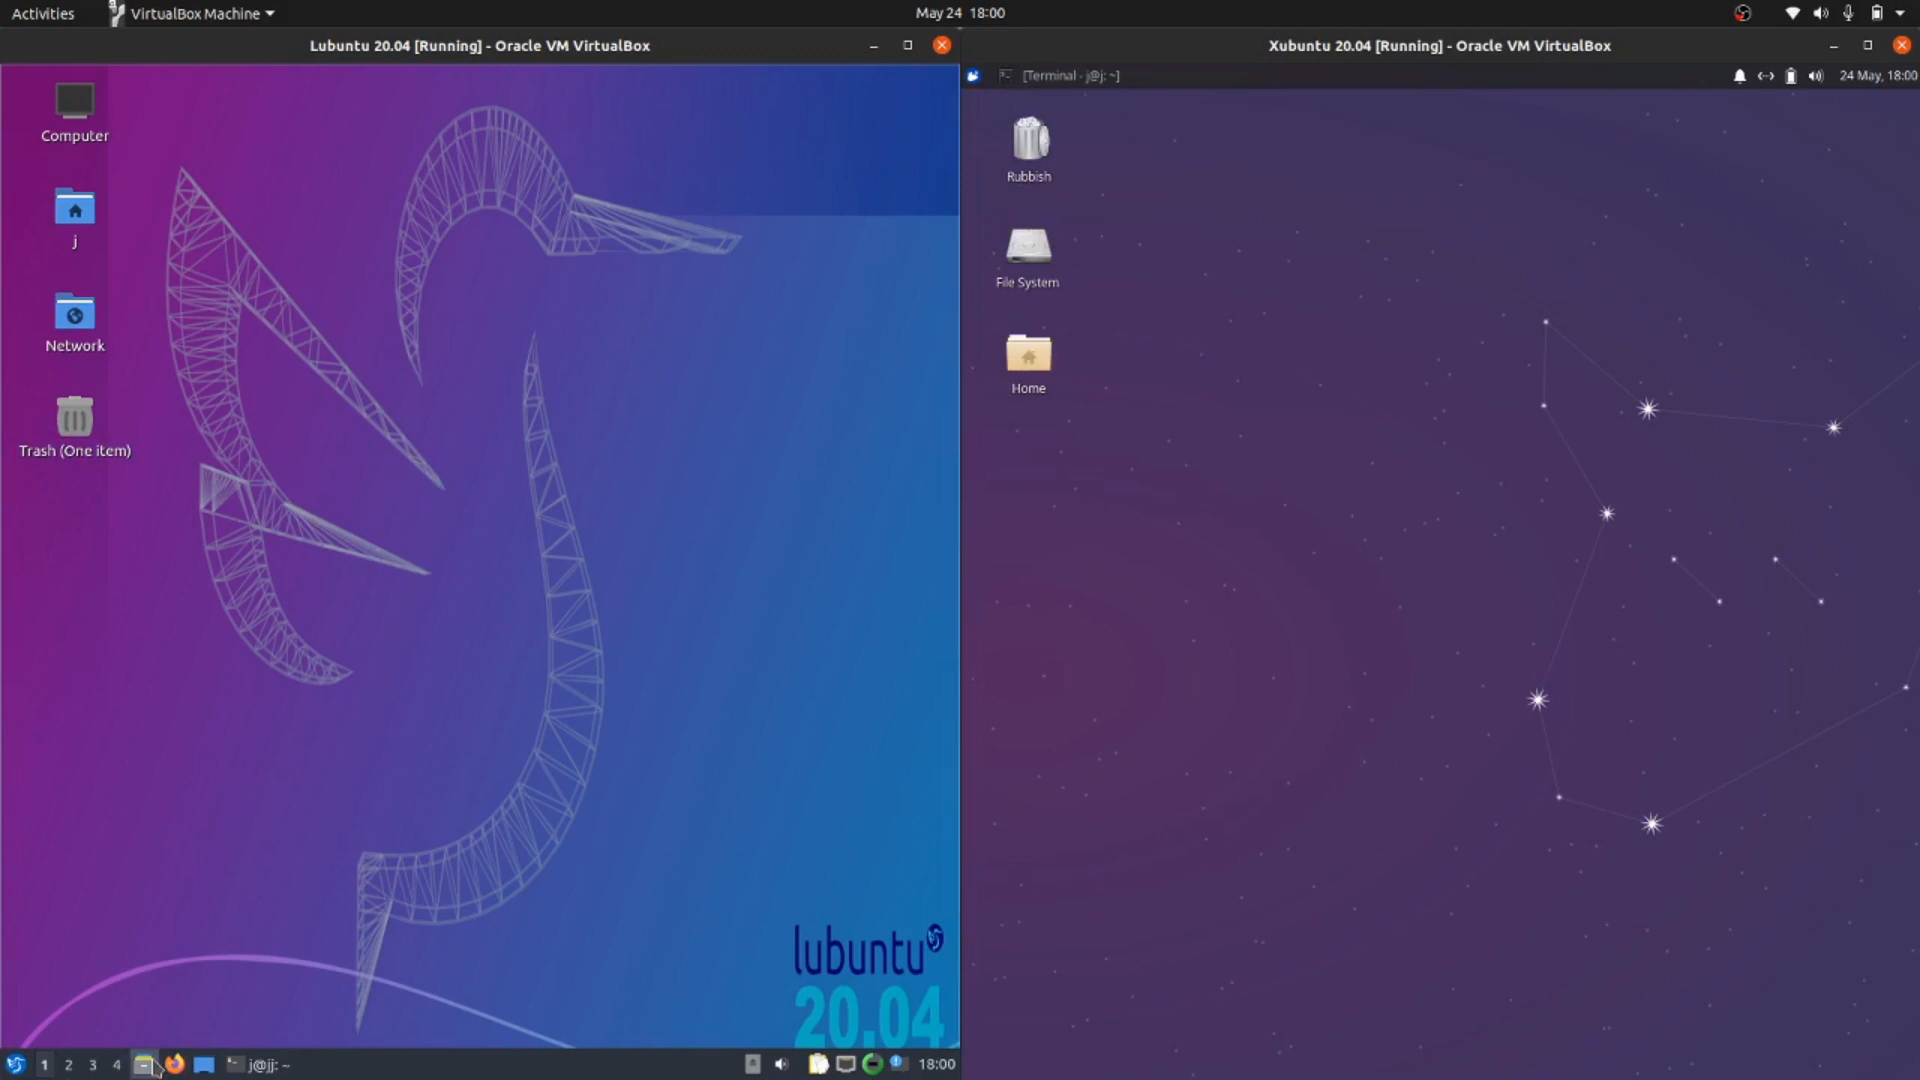 Activities
VirtualBox Machine
May 24 18:00
Lubuntu 20.04 [Running] - Oracle VM VirtualBox
Computer
j
Network
Trash (One item)
lubuntu
20.04
1 2 3 4
j@jj: ~
18:00
Xubuntu 20.04 [Running] - Oracle VM VirtualBox
[Terminal - j@j: ~]
24 May, 18:00
Rubbish
File System
Home